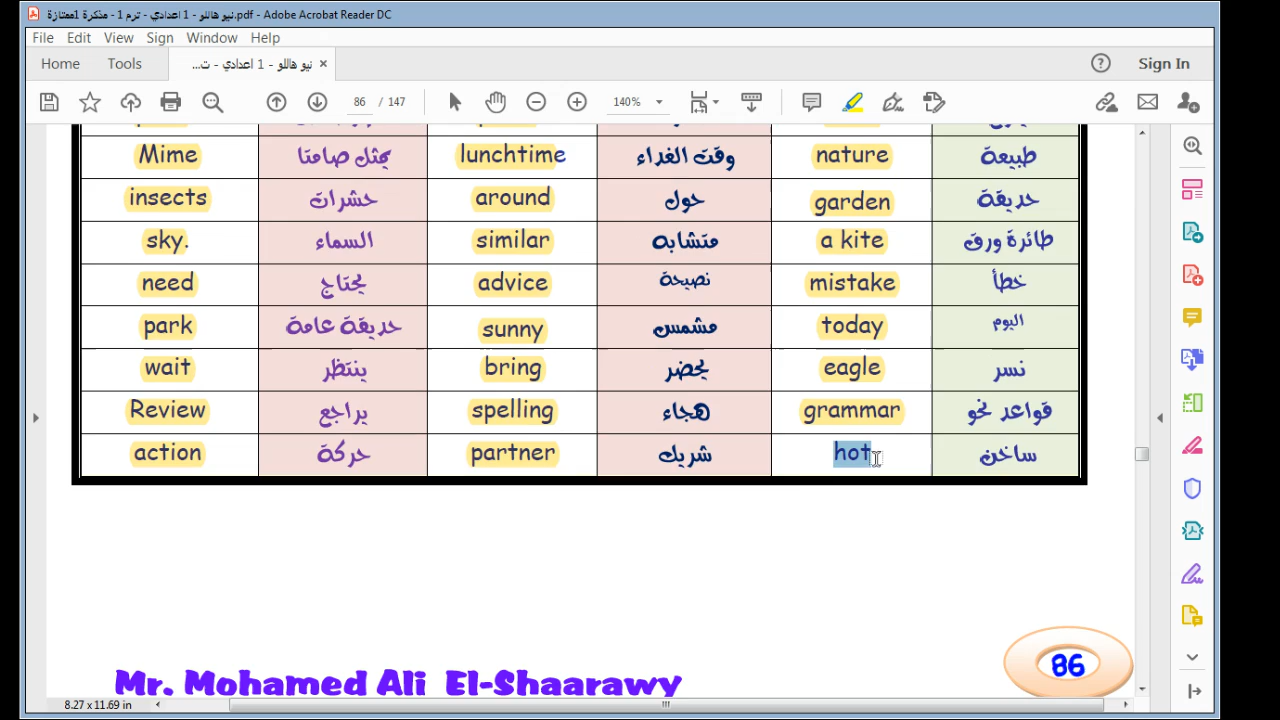 نيو هاللو - 1 اعدادي - ترم 1 - مذكرة 1ممتازة.pdf - Adobe Acrobat Reader DC
File Edit View Sign Window Help
Home Tools نيو هاللو - 1 اعدادي - ت... × Sign In
86 / 147 140%
Mime يمثل صامتا lunchtime وقت الغداء nature طبيعة
insects حشرات around حول garden حديقة
sky. السماء similar متشابه a kite طائرة ورق
need يحتاج advice نصيحة mistake خطأ
park حديقة عامة sunny مشمس today اليوم
wait ينتظر bring يحضر eagle نسر
Review يراجع spelling هجاء grammar قواعد نحو
action حركة partner شريك hot ساخن
86
Mr. Mohamed Ali El-Shaarawy
8.27 x 11.69 in